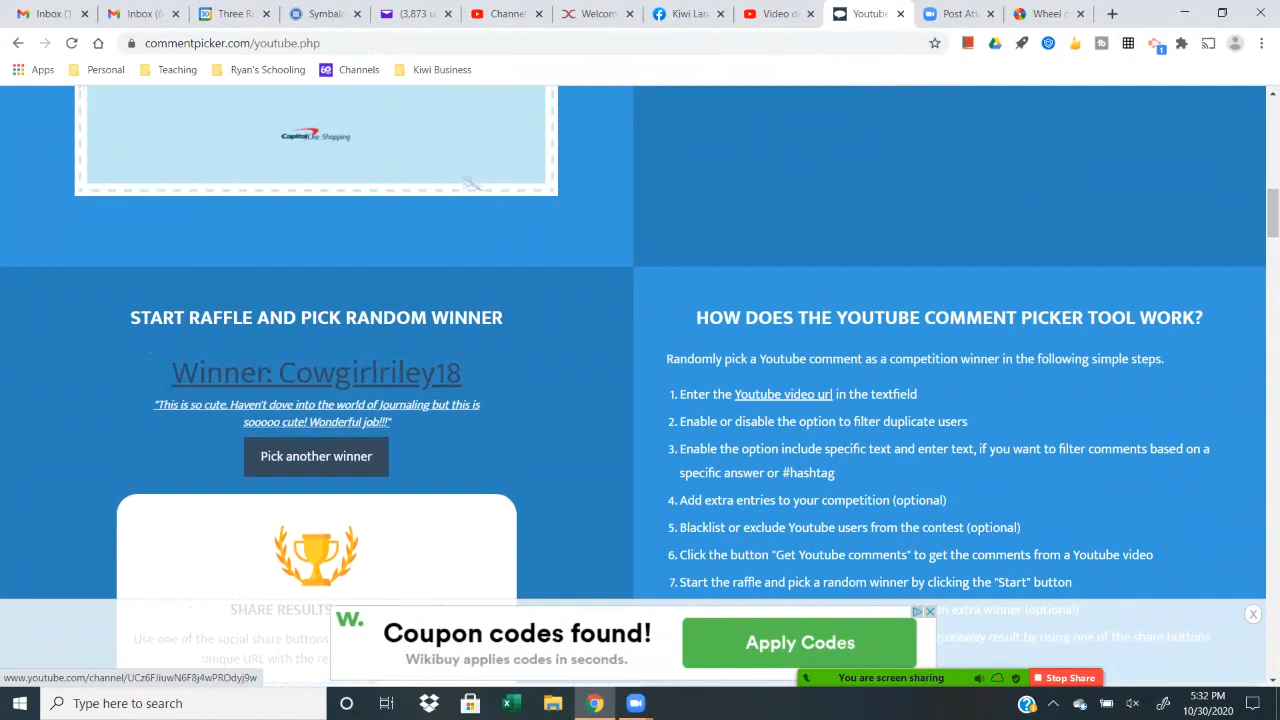 Inbox (1
Inbox (6
Three R
Symbala
(3,873 u
Channel
Welcom
Kiwi Lan
Video de
Youtube
Post Att
Wheel o
commentpicker.com/youtube.php
1
Apps
Personal
Teaching
Ryan's Schooling
Channels
Kiwi Business
Capital One Shopping
START RAFFLE AND PICK RANDOM WINNER
Winner: Cowgirlriley18
"This is so cute. Haven't dove into the world of Journaling but this is
sooooo cute! Wonderful job!!!"
Pick another winner
SHARE RESULTS
Use one of the social share buttons
unique URL with the re
HOW DOES THE YOUTUBE COMMENT PICKER TOOL WORK?
Randomly pick a Youtube comment as a competition winner in the following simple steps.
1. Enter the Youtube video url in the textfield
2. Enable or disable the option to filter duplicate users
3. Enable the option include specific text and enter text, if you want to filter comments based on a
specific answer or #hashtag
4. Add extra entries to your competition (optional)
5. Blacklist or exclude Youtube users from the contest (optional)
6. Click the button "Get Youtube comments" to get the comments from a Youtube video
7. Start the raffle and pick a random winner by clicking the "Start" button
an extra winner (optional)
giveaway result by using one of the share buttons
W.
Coupon codes found!
Wikibuy applies codes in seconds.
Apply Codes
X
www.youtube.com/channel/UCz6FJiuwN6F8j4wPROdyj9w
You are screen sharing
Stop Share
Type here to search
5:32 PM
10/30/2020